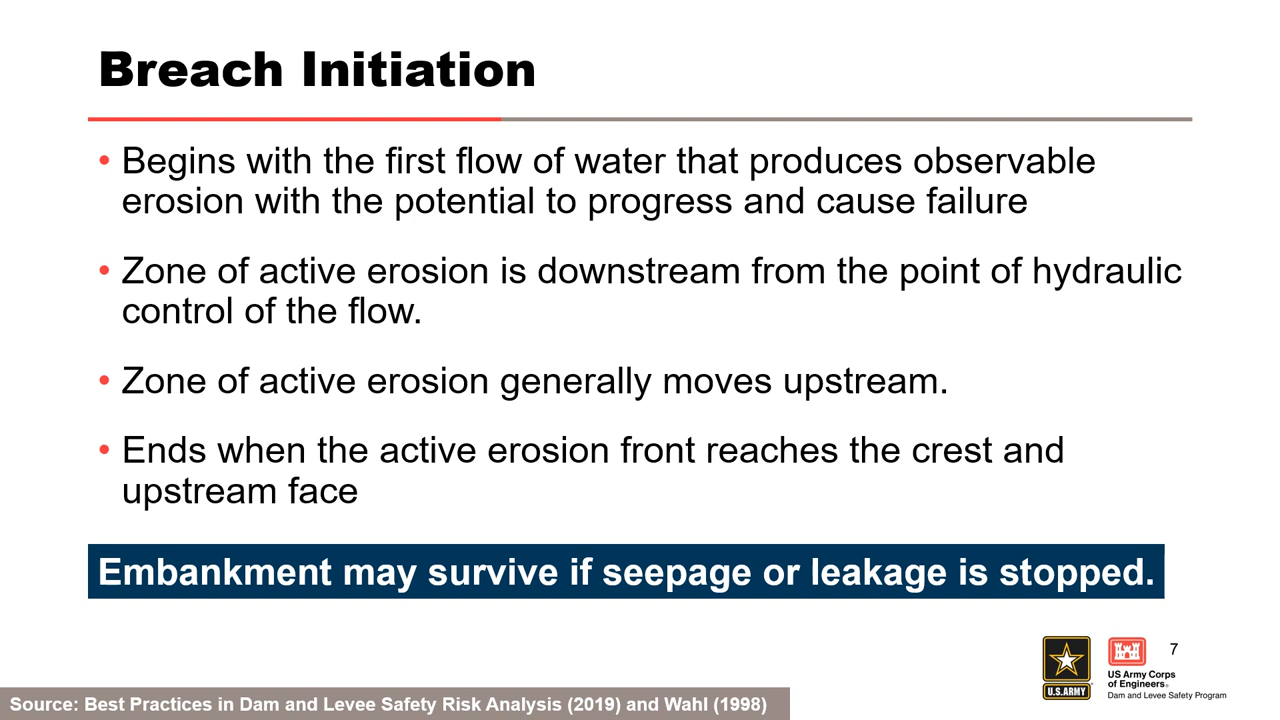 Breach Initiation
• Begins with the first flow of water that produces observable
erosion with the potential to progress and cause failure
• Zone of active erosion is downstream from the point of hydraulic
control of the flow.
• Zone of active erosion generally moves upstream.
• Ends when the active erosion front reaches the crest and
upstream face
Embankment may survive if seepage or leakage is stopped.
7
U.S.ARMY
US Army Corps
of Engineers®
Dam and Levee Safety Program
Source: Best Practices in Dam and Levee Safety Risk Analysis (2019) and Wahl (1998)